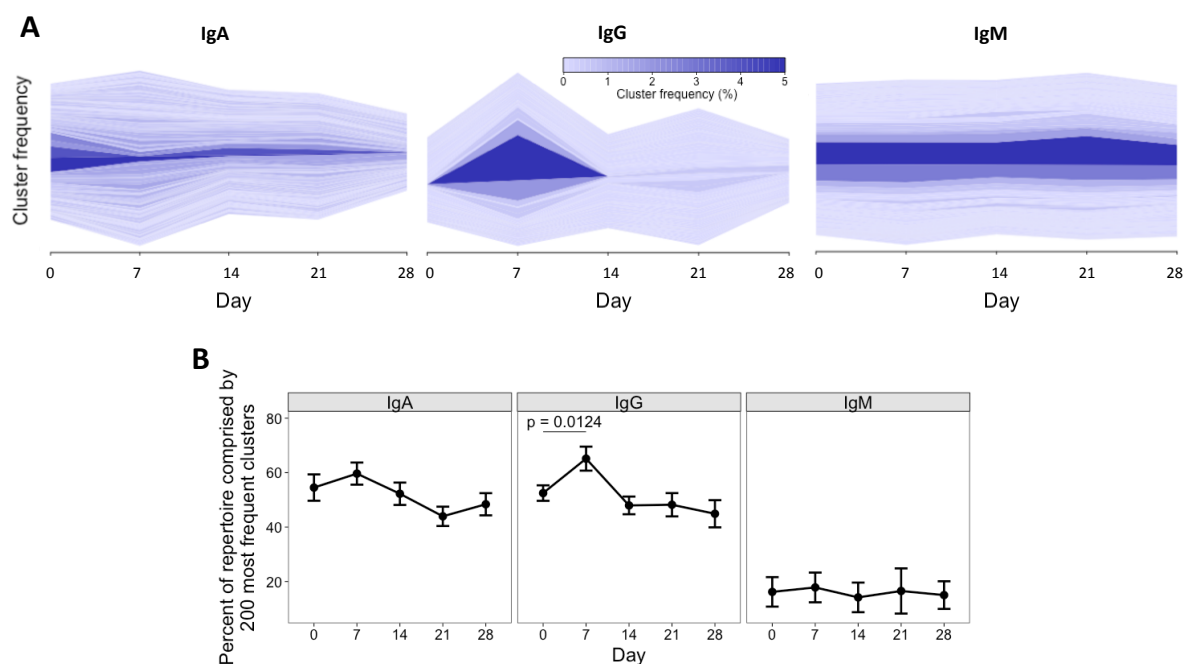 A
IgA
IgG
IgM
0 1 2 3 4 5
Cluster frequency (%)
Cluster frequency
0 7 14 21 28
0 7 14 21 28
0 7 14 21 28
Day
Day
Day
B
Percent of repertoire comprised by
200 most frequent clusters
IgA
IgG
IgM
80
60
40
20
p = 0.0124
0 7 14 21 28
0 7 14 21 28
0 7 14 21 28
Day